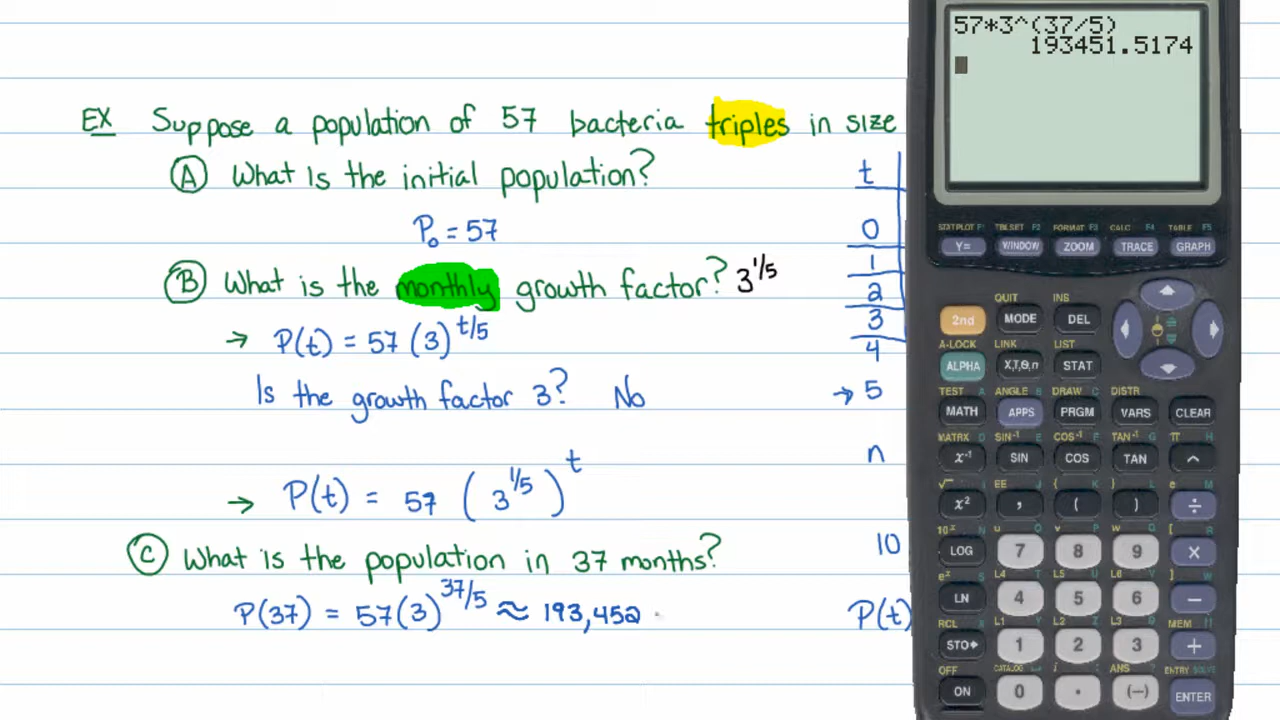 EX Suppose a population of 57 bacteria triples in size
A What is the initial population?
P₀ = 57
B What is the monthly growth factor? 3^1/5
→ P(t) = 57 (3)^t/5
Is the growth factor 3? No
→ P(t) = 57 (3^1/5)^t
C What is the population in 37 months?
P(37) = 57(3)^37/5 ≈ 193,452
t
0
1
2
3
4
→ 5
n
10
P(t)
57*3^(37/5)
193451.5174
STAT PLOT F1 TBLSET F2 FORMAT F3 CALC F4 TABLE F5
Y= WINDOW ZOOM TRACE GRAPH
QUIT INS
2nd MODE DEL
A-LOCK LINK LIST
ALPHA X,T,θ,n STAT
TEST A ANGLE B DRAW C DISTR
MATH APPS PRGM VARS CLEAR
MATRX D SIN⁻¹ E COS⁻¹ F TAN⁻¹ G π H
x⁻¹ SIN COS TAN ^
√ I EE J { K } L e M
x² , ( ) ÷
10ˣ N u O v P w Q [ R
LOG 7 8 9 ×
eˣ S L4 T L5 U L6 V ] W
LN 4 5 6 −
RCL X L1 Y L2 Z L3 θ MEM "
STO▸ 1 2 3 +
OFF CATALOG i : ANS ? ENTRY SOLVE
ON 0 . (−) ENTER